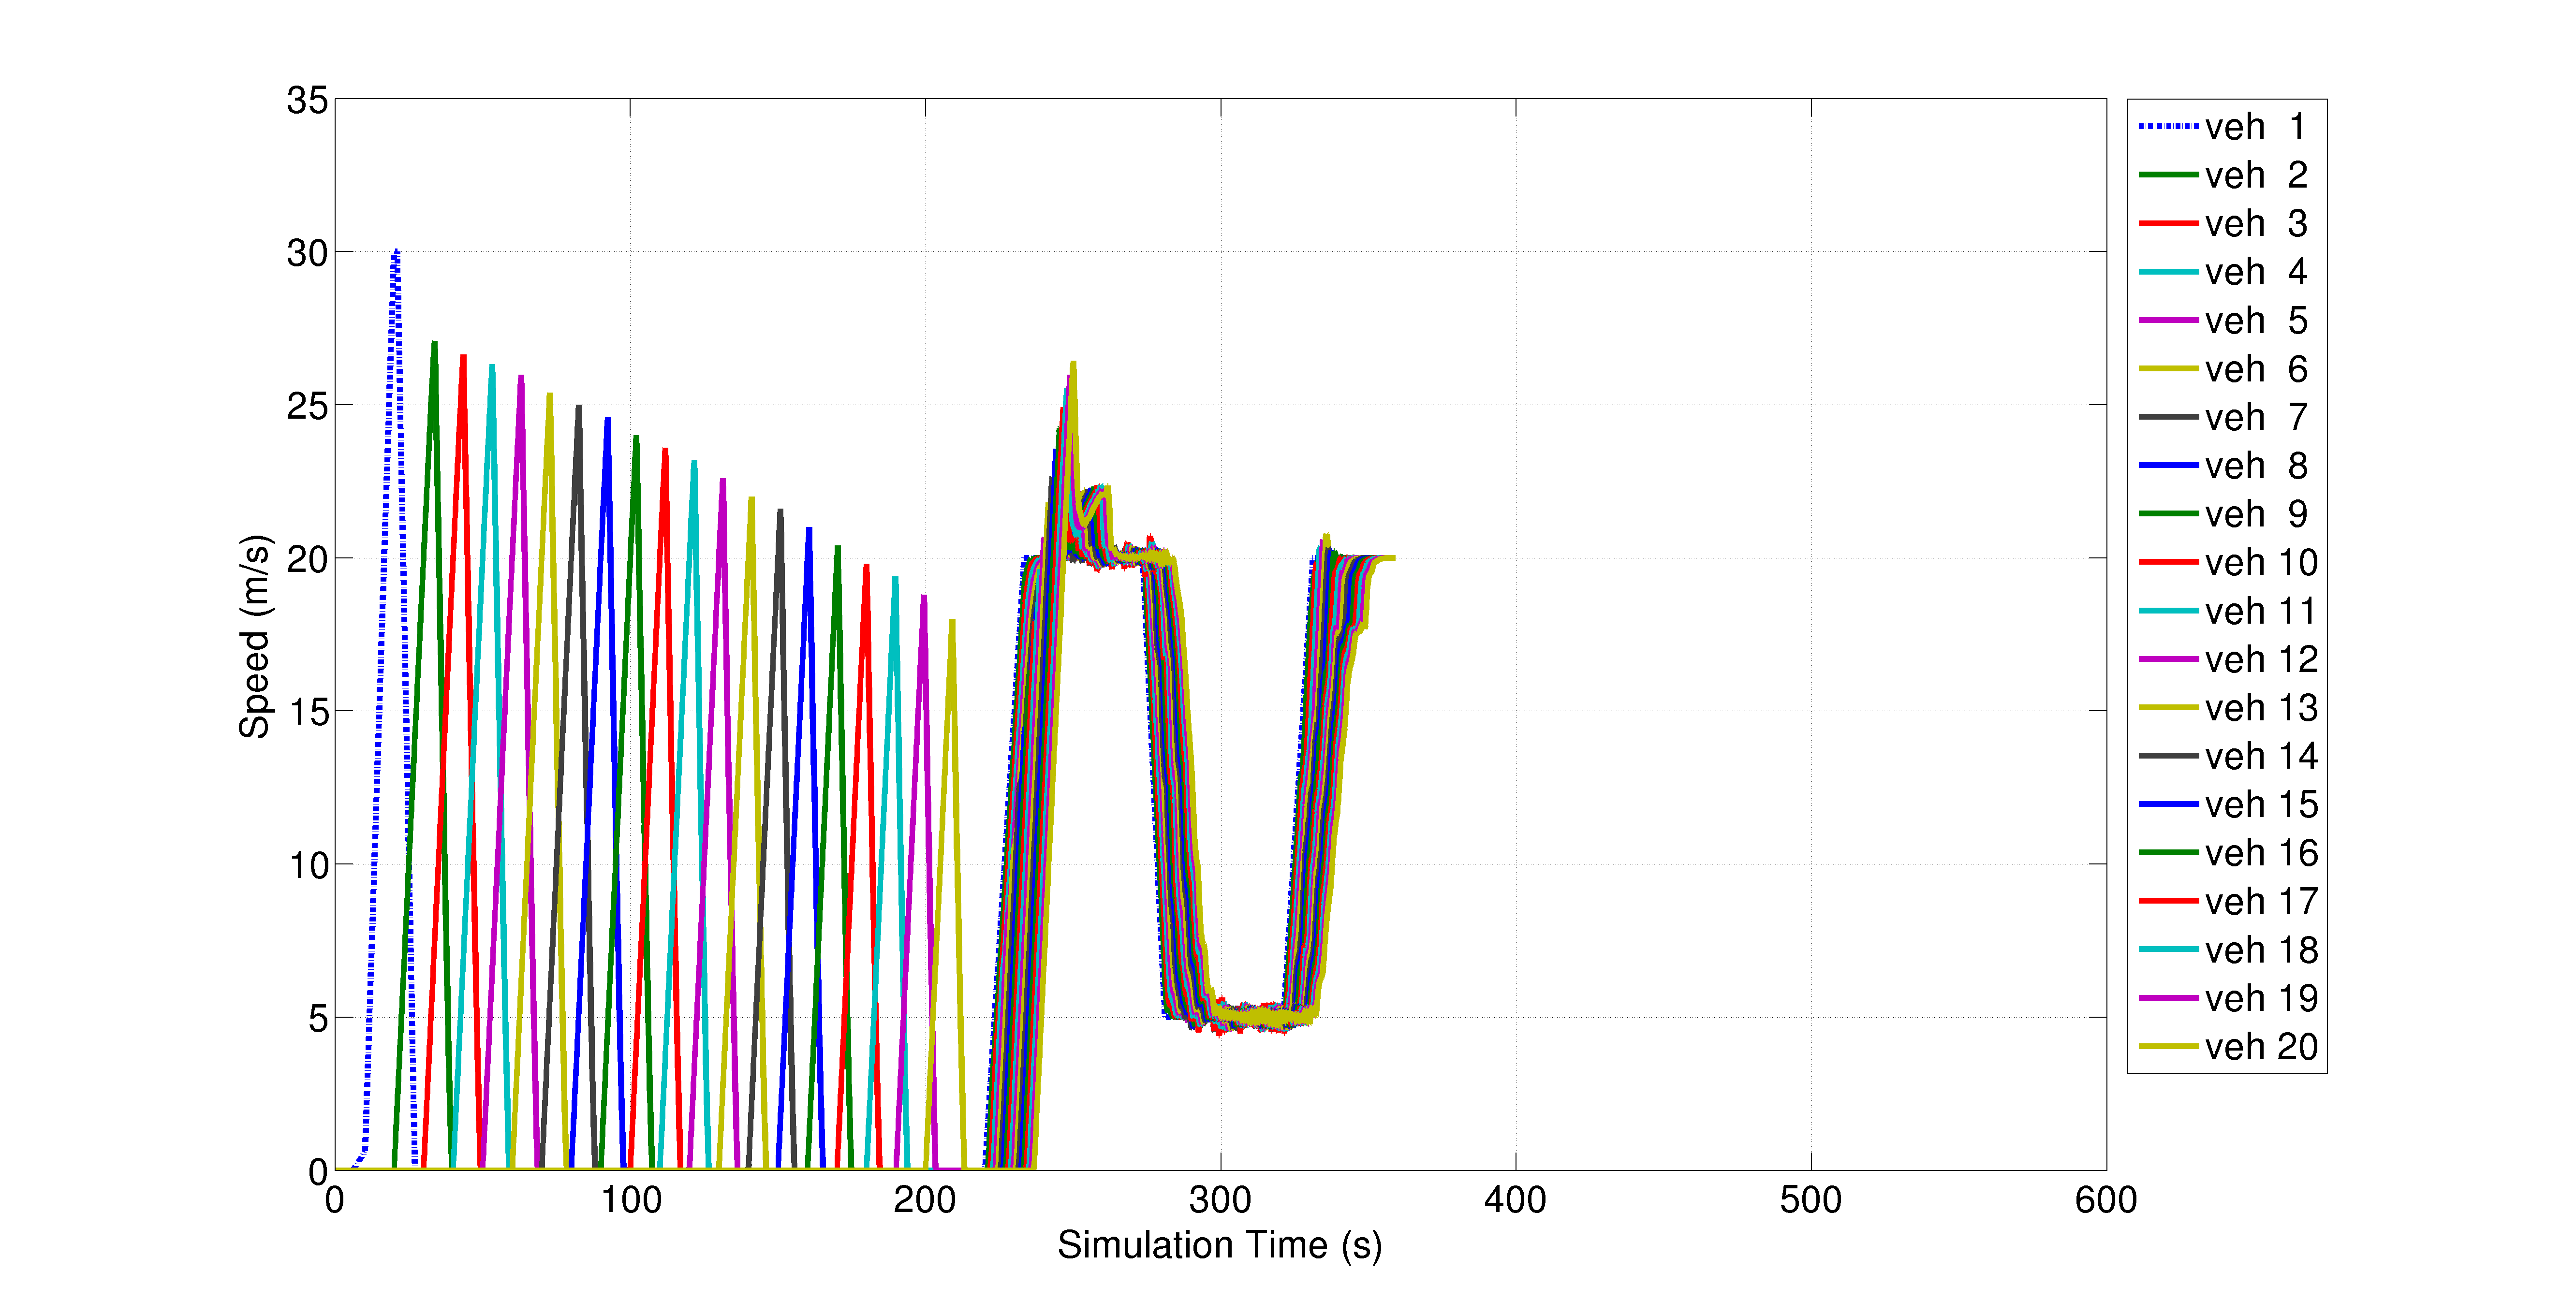 35
30
25
20
15
10
5
0
Speed (m/s)
0 100 200 300 400 500 600
Simulation Time (s)
veh 1
veh 2
veh 3
veh 4
veh 5
veh 6
veh 7
veh 8
veh 9
veh 10
veh 11
veh 12
veh 13
veh 14
veh 15
veh 16
veh 17
veh 18
veh 19
veh 20